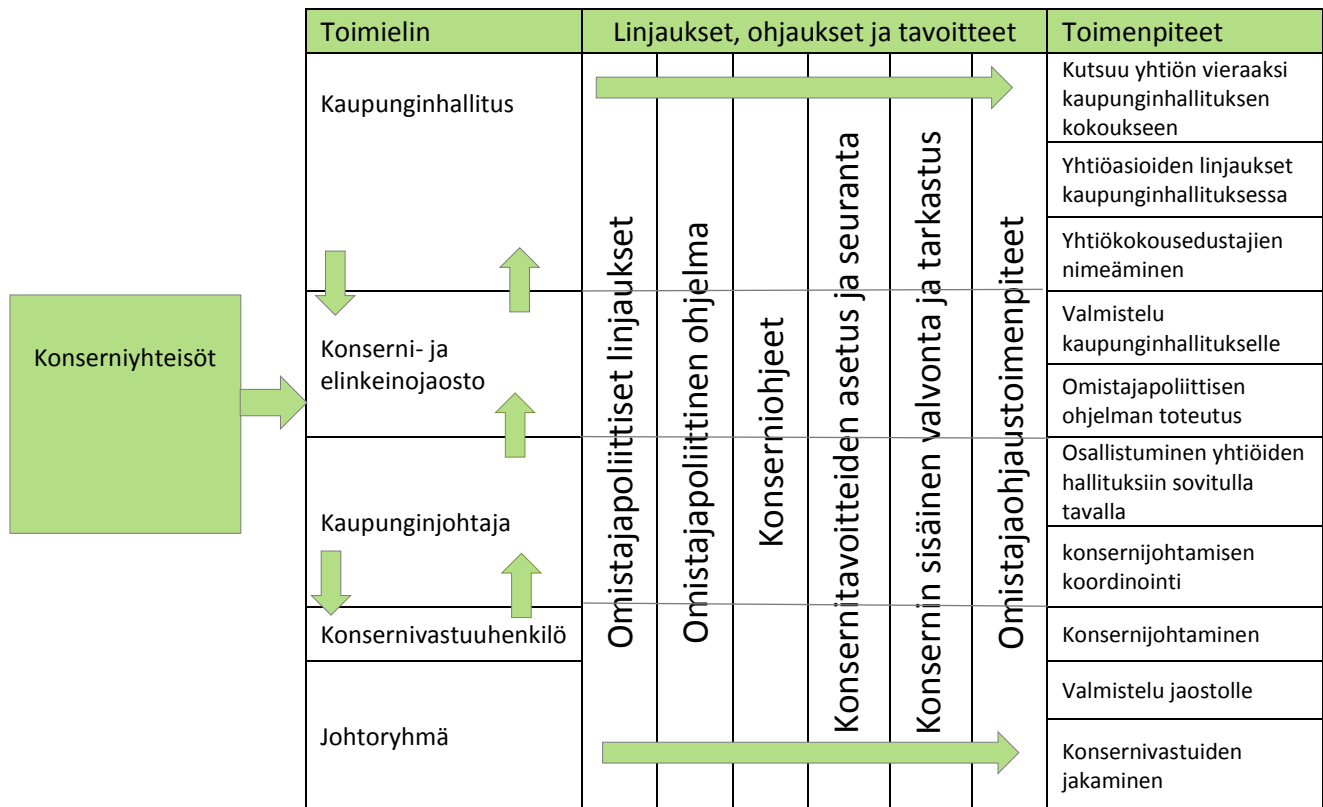 Toimielin
Linjaukset, ohjaukset ja tavoitteet
Toimenpiteet
Konserniyhteisöt
Kaupunginhallitus
Konserni- ja
elinkeinojaosto
Kaupunginjohtaja
Konsernivastuuhenkilö
Johtoryhmä
Omistajapoliittiset linjaukset
Omistajapoliittinen ohjelma
Konserniohjeet
Konsernitavoitteiden asetus ja seuranta
Konsernin sisäinen valvonta ja tarkastus
Omistajaohjaustoimenpiteet
Kutsuu yhtiön vieraaksi
kaupunginhallituksen
kokoukseen
Yhtiöasioiden linjaukset
kaupunginhallituksessa
Yhtiökokousedustajien
nimeäminen
Valmistelu
kaupunginhallitukselle
Omistajapoliittisen
ohjelman toteutus
Osallistuminen yhtiöiden
hallituksiin sovitulla
tavalla
konsernijohtamisen
koordinointi
Konsernijohtaminen
Valmistelu jaostolle
Konsernivastuiden
jakaminen